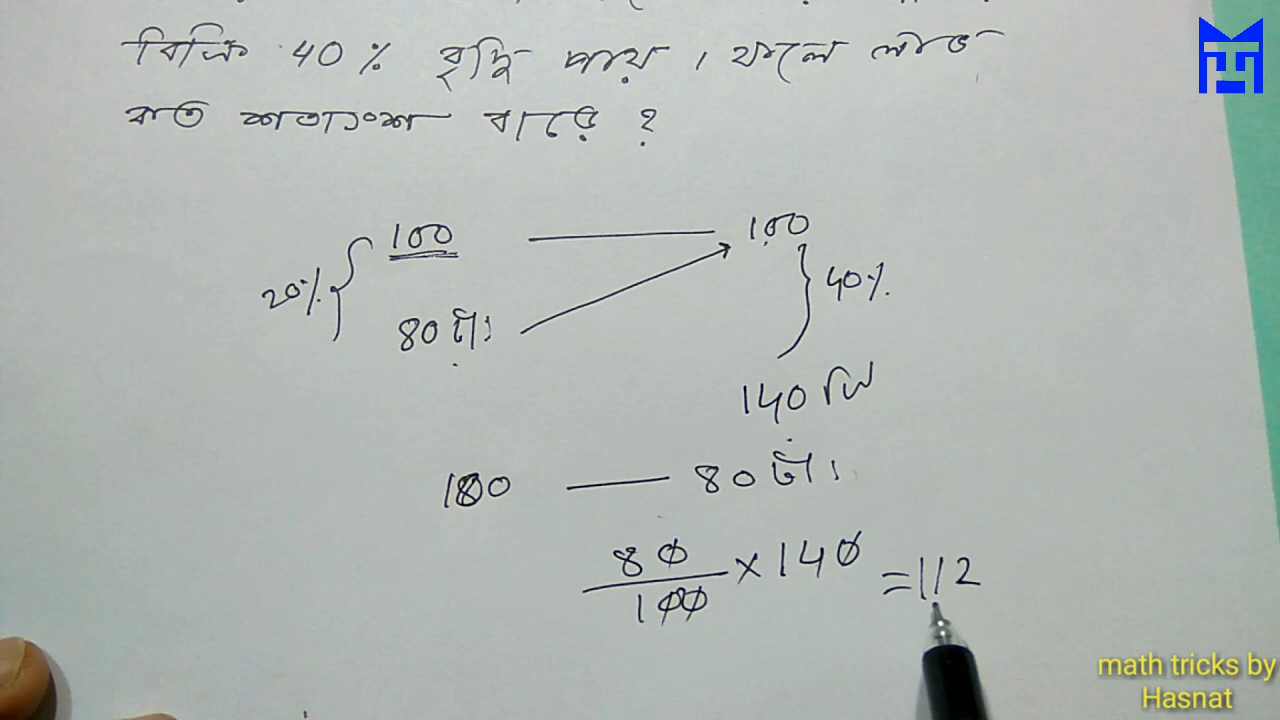 বিক্রি 40% বৃদ্ধি পায়। ফলে লাভ
কত শতাংশ বাড়ে ?
100 — 100
20% { 80 টা। } 40%
140 টি
100 — 80 টা।
80/100 × 140 = 112
math tricks by
Hasnat